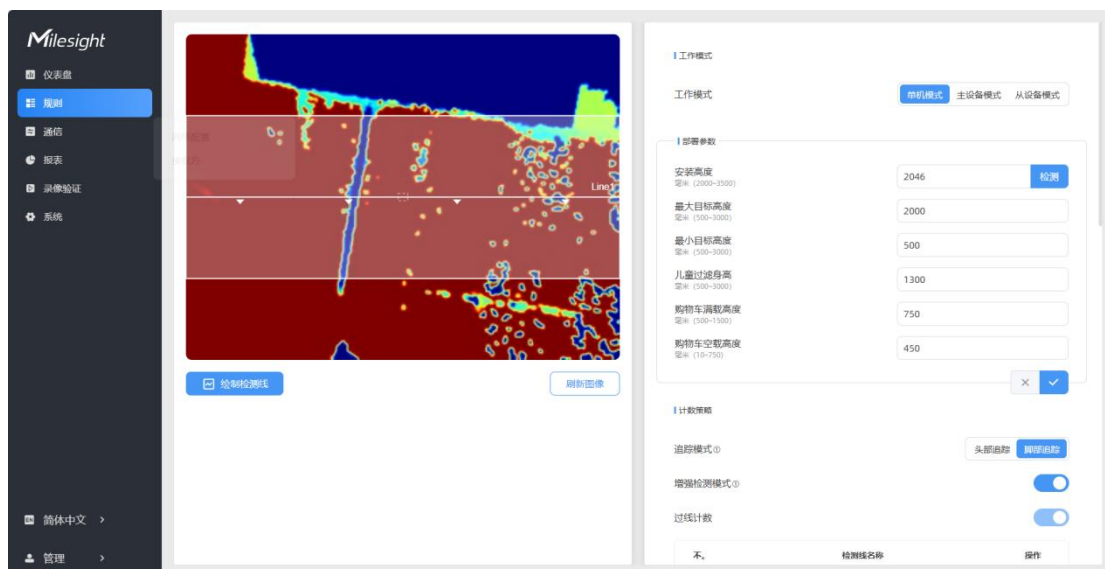 Milesight
仪表盘
规则
通信
报表
录像验证
系统
简体中文
管理
Line1
绘制检测线
刷新图像
工作模式
工作模式
单机模式 主设备模式 从设备模式
部署参数
安装高度
毫米 (2000~3500)
2046
检测
最大目标高度
毫米 (500~3000)
2000
最小目标高度
毫米 (500~3000)
500
儿童过滤身高
毫米 (500~3000)
1300
购物车满载高度
毫米 (500~1500)
750
购物车空载高度
毫米 (10~750)
450
计数策略
追踪模式
头部追踪 脚部追踪
增强检测模式
过线计数
不。 检测线名称 操作